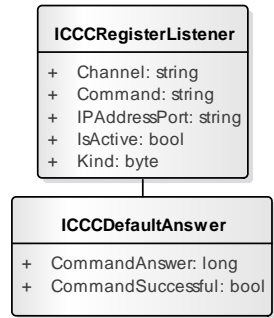 ICCCRegisterListener
+ Channel: string
+ Command: string
+ IPAddressPort: string
+ IsActive: bool
+ Kind: byte
ICCCDefaultAnswer
+ CommandAnswer: long
+ CommandSuccessful: bool